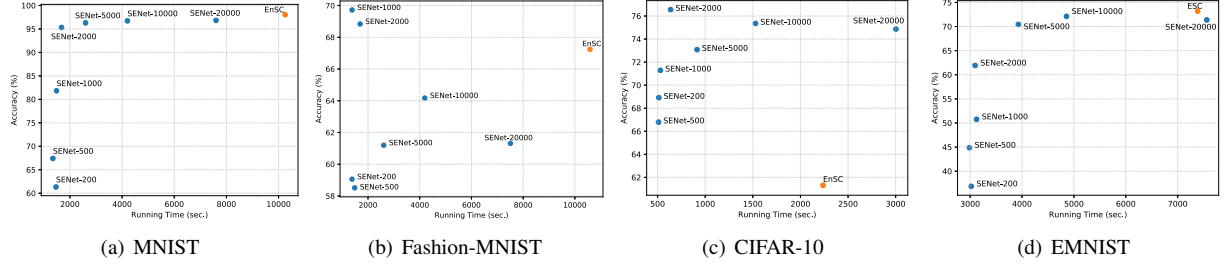 100
95
90
85
80
75
70
65
60
Accuracy (%)
2000 4000 6000 8000 10000
Running Time (sec.)
SENet-5000
SENet-10000
SENet-20000
EnSC
SENet-2000
SENet-1000
SENet-500
SENet-200
(a) MNIST
70
68
66
64
62
60
58
Accuracy (%)
2000 4000 6000 8000 10000
Running Time (sec.)
SENet-1000
SENet-2000
EnSC
SENet-10000
SENet-5000
SENet-20000
SENet-200
SENet-500
(b) Fashion-MNIST
76
74
72
70
68
66
64
62
Accuracy (%)
500 1000 1500 2000 2500 3000
Running Time (sec.)
SENet-2000
SENet-10000
SENet-20000
SENet-5000
SENet-1000
SENet-200
SENet-500
EnSC
(c) CIFAR-10
75
70
65
60
55
50
45
40
Accuracy (%)
3000 4000 5000 6000 7000
Running Time (sec.)
ESC
SENet-10000
SENet-5000
SENet-20000
SENet-2000
SENet-1000
SENet-500
SENet-200
(d) EMNIST